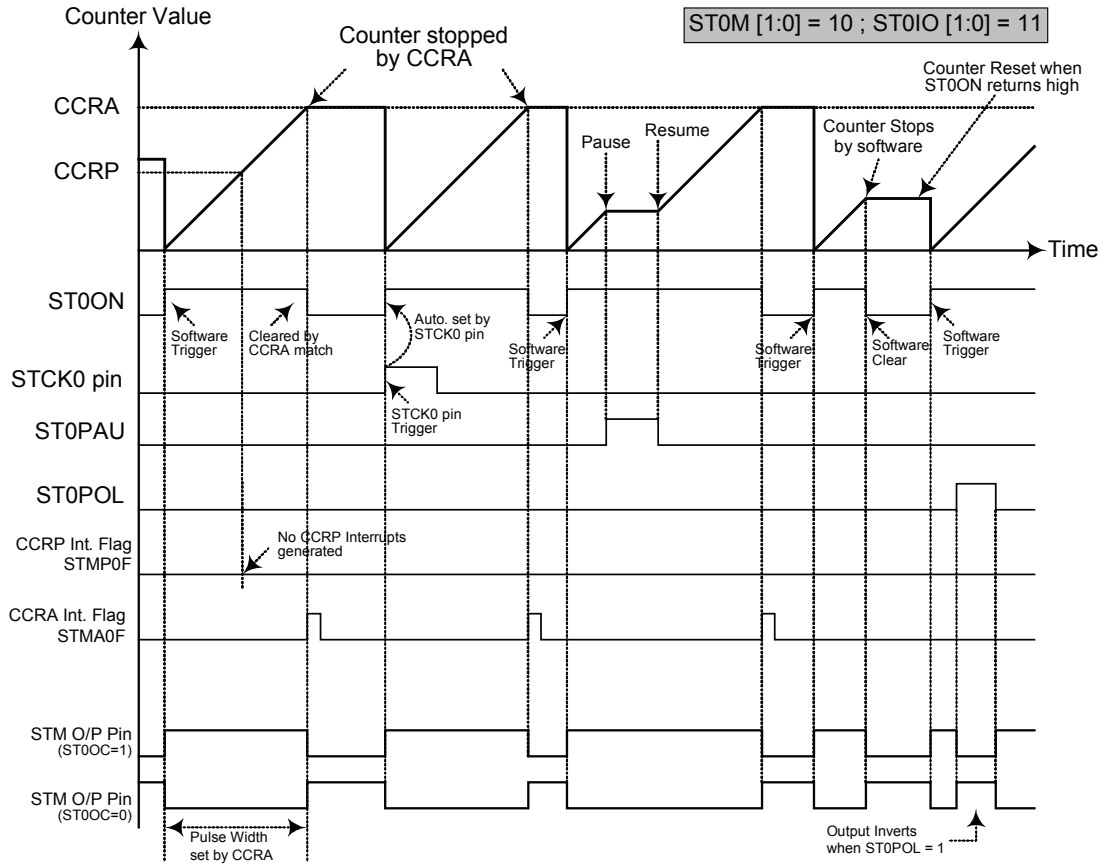 Counter Value
ST0M [1:0] = 10 ; ST0IO [1:0] = 11
Counter stopped
by CCRA
Counter Reset when
ST0ON returns high
CCRA
Pause
Resume
Counter Stops
by software
CCRP
Time
ST0ON
Software
Trigger
Cleared by
CCRA match
Auto. set by
STCK0 pin
Software
Trigger
Software
Trigger
Software
Clear
Software
Trigger
STCK0 pin
STCK0 pin
Trigger
ST0PAU
ST0POL
CCRP Int. Flag
STMP0F
No CCRP Interrupts
generated
CCRA Int. Flag
STMA0F
STM O/P Pin
(ST0OC=1)
STM O/P Pin
(ST0OC=0)
Pulse Width
set by CCRA
Output Inverts
when ST0POL = 1